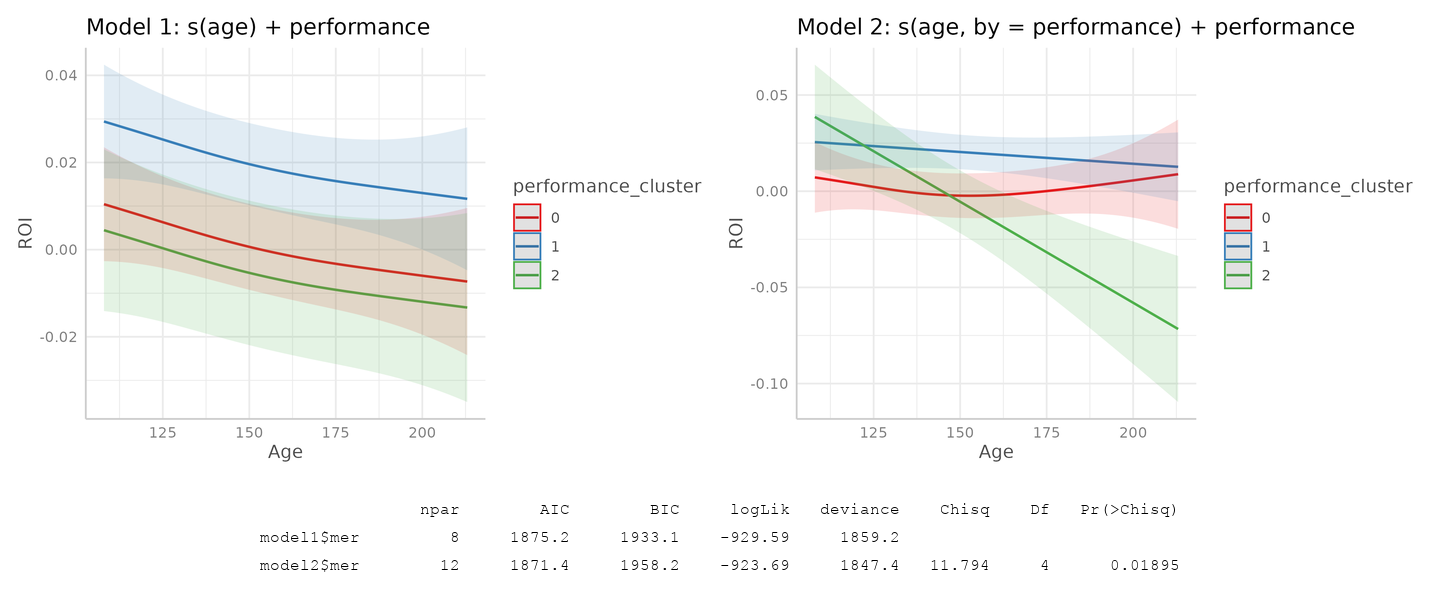 Model 1: s(age) + performance
0.04
0.02
0.00
-0.02
ROI
125 150 175 200
Age
performance_cluster
0
1
2
Model 2: s(age, by = performance) + performance
0.05
0.00
-0.05
-0.10
ROI
125 150 175 200
Age
performance_cluster
0
1
2
npar AIC BIC logLik deviance Chisq Df Pr(>Chisq)
model1$mer 8 1875.2 1933.1 -929.59 1859.2
model2$mer 12 1871.4 1958.2 -923.69 1847.4 11.794 4 0.01895